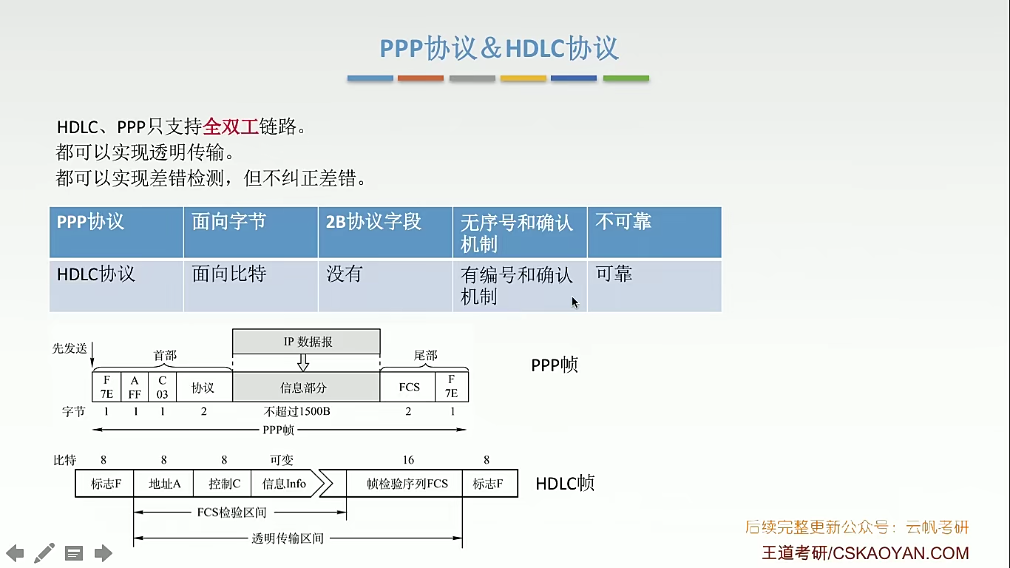 PPP协议&HDLC协议
HDLC、PPP只支持全双工链路。
都可以实现透明传输。
都可以实现差错检测，但不纠正差错。
PPP协议 面向字节 2B协议字段 无序号和确认机制 不可靠
HDLC协议 面向比特 没有 有编号和确认机制 可靠
IP 数据报
先发送 首部 尾部
PPP帧
F A C
7E FF 03 协议 信息部分 FCS F 7E
字节 1 1 1 2 不超过1500B 2 1
PPP帧
比特 8 8 8 可变 16 8
标志F 地址A 控制C 信息Info 帧检验序列FCS 标志F
HDLC帧
FCS检验区间
透明传输区间
后续完整更新公众号：云帆考研
王道考研/CSKAOYAN.COM